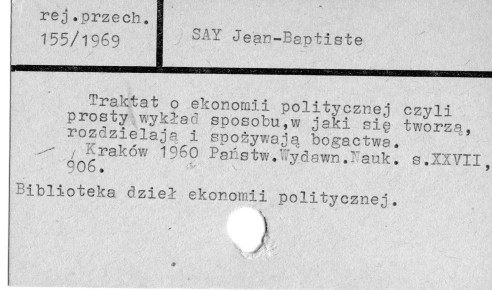 rej.przech.
155/1969
SAY Jean-Baptiste
Traktat o ekonomii politycznej czyli
prosty wykład sposobu,w jaki się tworzą,
rozdzielają i spożywają bogactwa.
Kraków 1960 Państw.Wydawn.Nauk. s.XXVII,
906.
Biblioteka dzieł ekonomii politycznej.